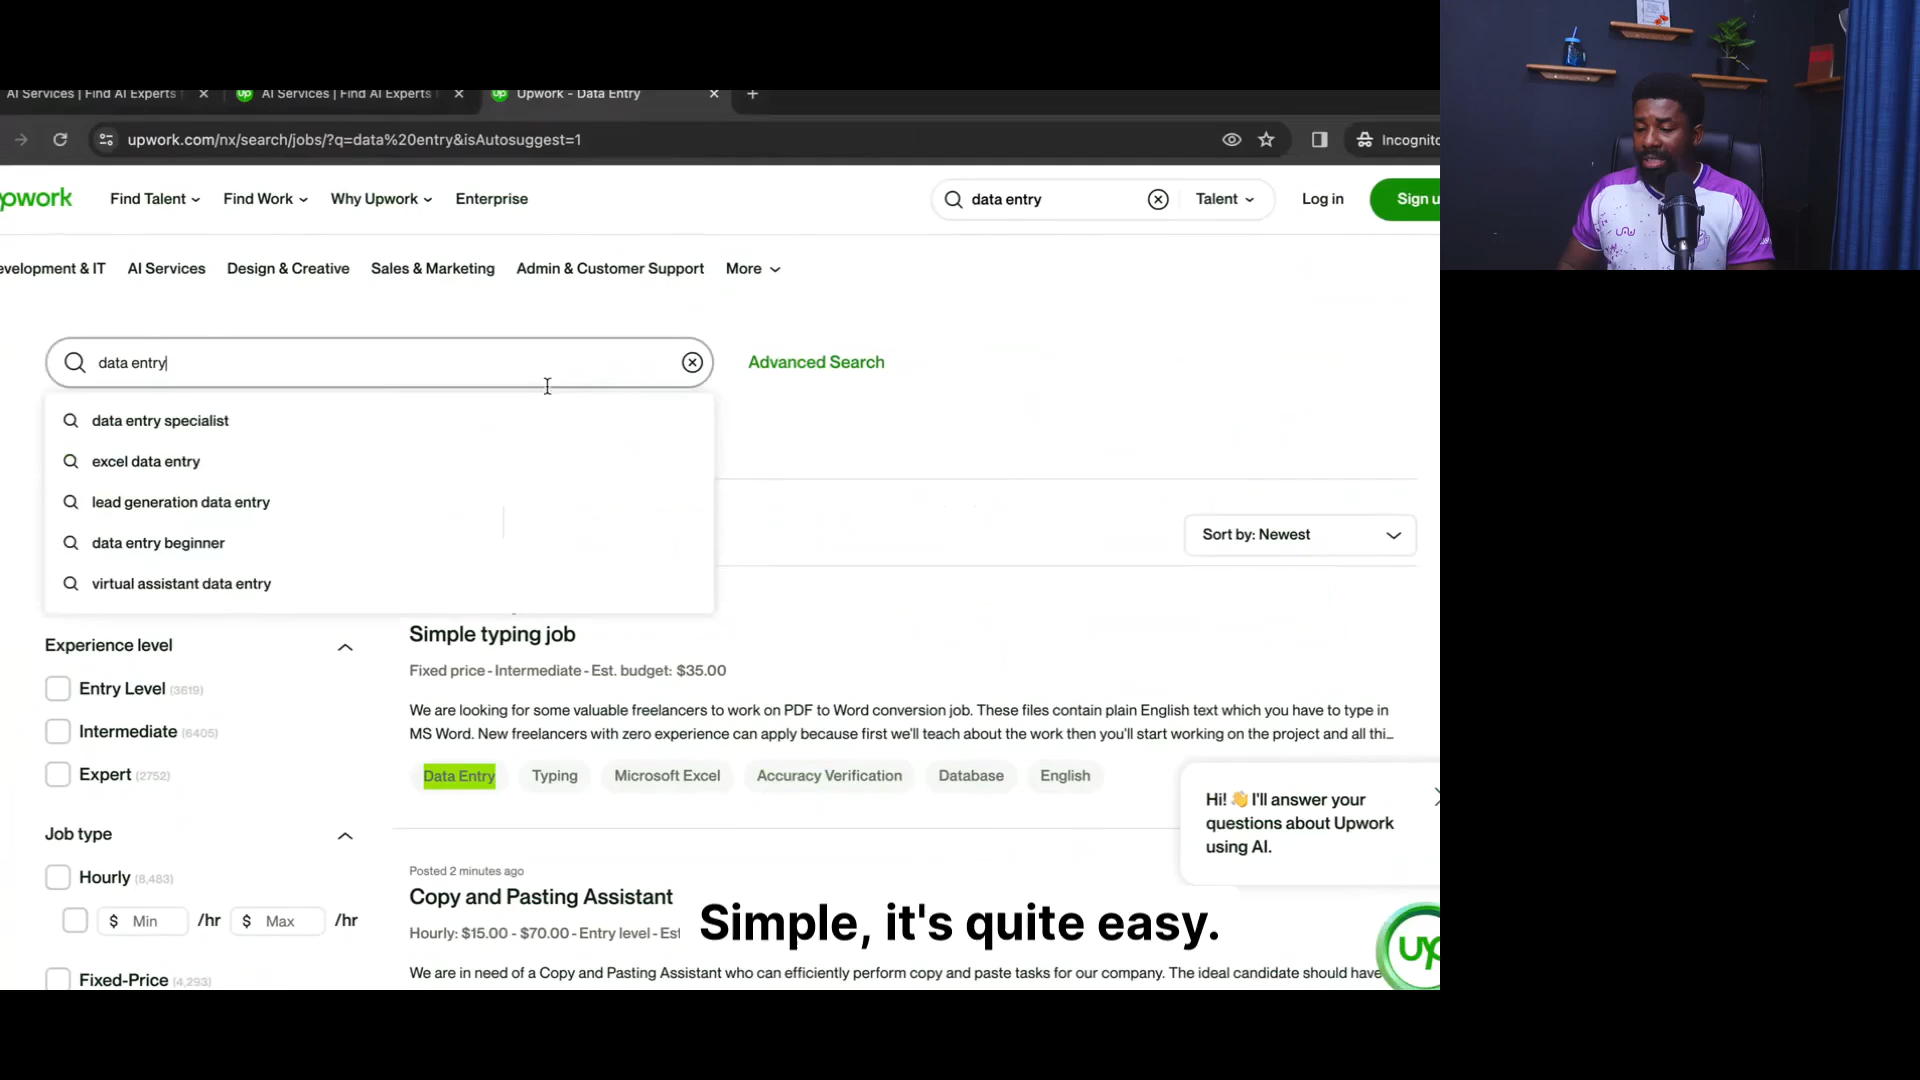 AI Services | Find AI Experts
AI Services | Find AI Experts
Upwork - Data Entry
upwork.com/nx/search/jobs/?q=data%20entry&isAutosuggest=1
Incognito
upwork
Find Talent
Find Work
Why Upwork
Enterprise
data entry
Talent
Log in
Sign u
evelopment & IT
AI Services
Design & Creative
Sales & Marketing
Admin & Customer Support
More
data entry
Advanced Search
data entry specialist
excel data entry
lead generation data entry
data entry beginner
virtual assistant data entry
Sort by: Newest
Experience level
Entry Level (3619)
Intermediate (6405)
Expert (2752)
Job type
Hourly (8,483)
$ Min /hr $ Max /hr
Fixed-Price (4,293)
Simple typing job
Fixed price - Intermediate - Est. budget: $35.00
We are looking for some valuable freelancers to work on PDF to Word conversion job. These files contain plain English text which you have to type in
MS Word. New freelancers with zero experience can apply because first we'll teach about the work then you'll start working on the project and all thi...
Data Entry
Typing
Microsoft Excel
Accuracy Verification
Database
English
Posted 2 minutes ago
Copy and Pasting Assistant
Hourly: $15.00 - $70.00 - Entry level - Est
We are in need of a Copy and Pasting Assistant who can efficiently perform copy and paste tasks for our company. The ideal candidate should have
Hi! 👋 I'll answer your
questions about Upwork
using AI.
up
Simple, it's quite easy.